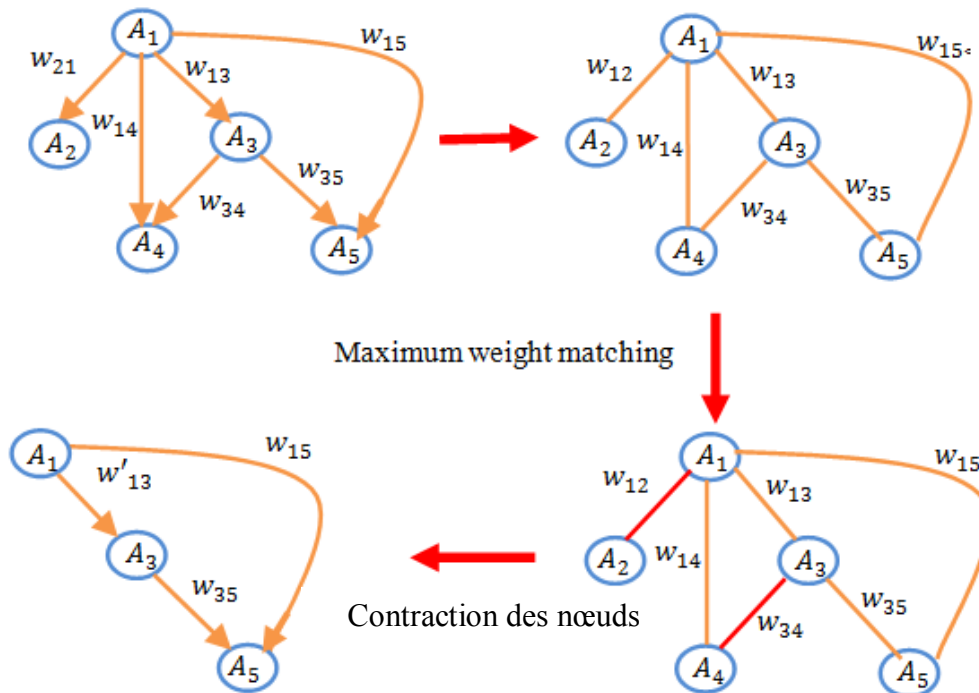 A₁
w₁₅
w₂₁
w₁₃
A₂
w₁₄
A₃
w₃₅
w₃₄
A₄
A₅
A₁
w₁₅
w₁₂
w₁₃
A₂
w₁₄
A₃
w₃₅
w₃₄
A₄
A₅
Maximum weight matching
A₁
w₁₅
w'₁₃
A₃
w₃₅
A₅
A₁
w₁₅
w₁₂
w₁₃
A₂
w₁₄
A₃
w₃₅
w₃₄
A₄
A₅
Contraction des nœuds